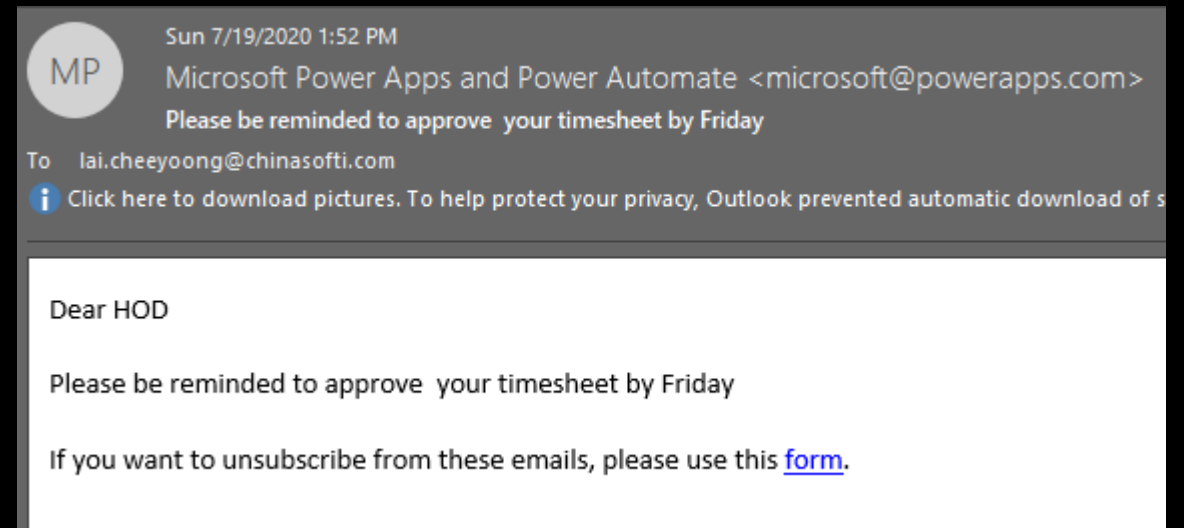 Sun 7/19/2020 1:52 PM
MP
Microsoft Power Apps and Power Automate <microsoft@powerapps.com>
Please be reminded to approve  your timesheet by Friday
To lai.cheeyoong@chinasofti.com
Click here to download pictures. To help protect your privacy, Outlook prevented automatic download of s
Dear HOD
Please be reminded to approve  your timesheet by Friday
If you want to unsubscribe from these emails, please use this form.